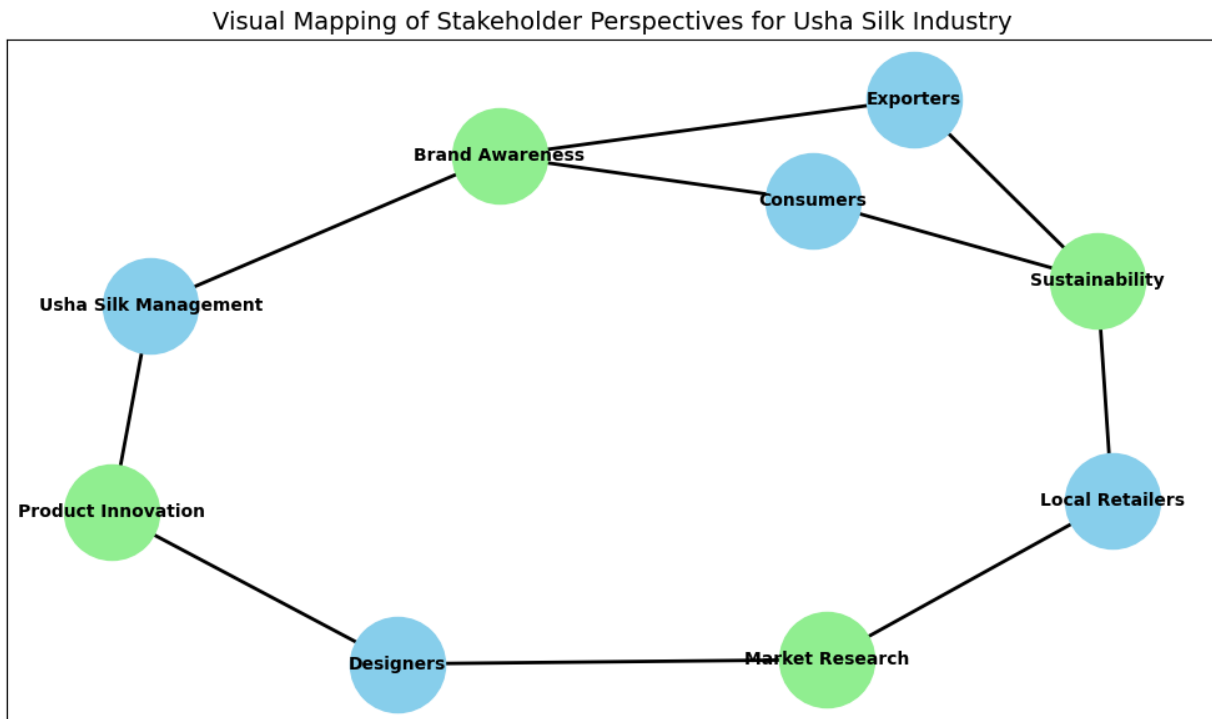 Visual Mapping of Stakeholder Perspectives for Usha Silk Industry
Exporters
Brand Awareness
Consumers
Sustainability
Usha Silk Management
Local Retailers
Product Innovation
Market Research
Designers